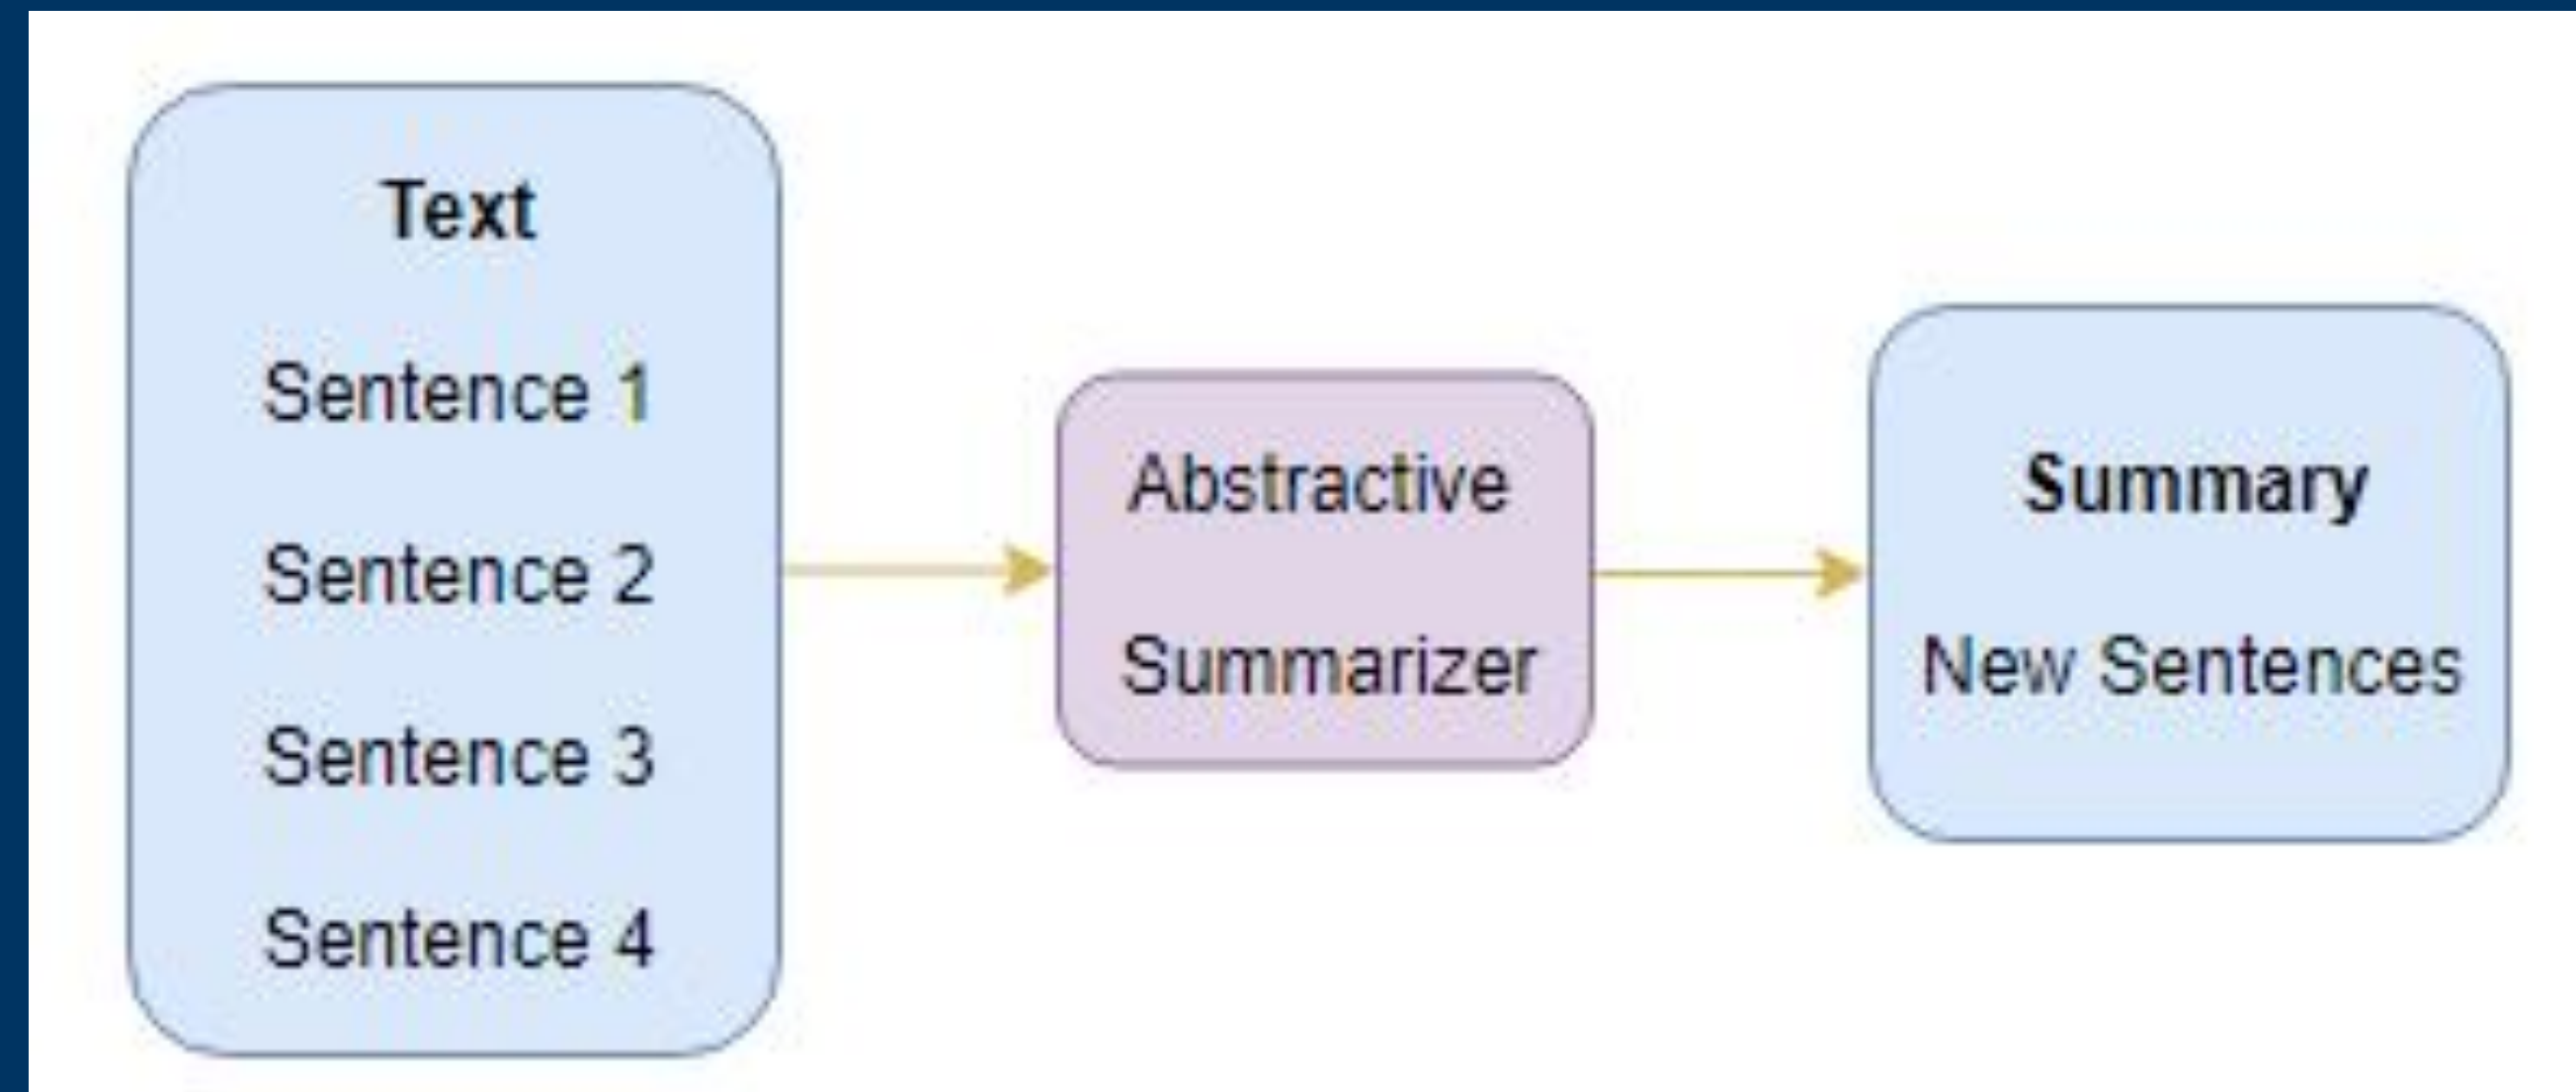 Text
Sentence 1
Sentence 2
Sentence 3
Sentence 4
Abstractive
Summarizer
Summary
New Sentences